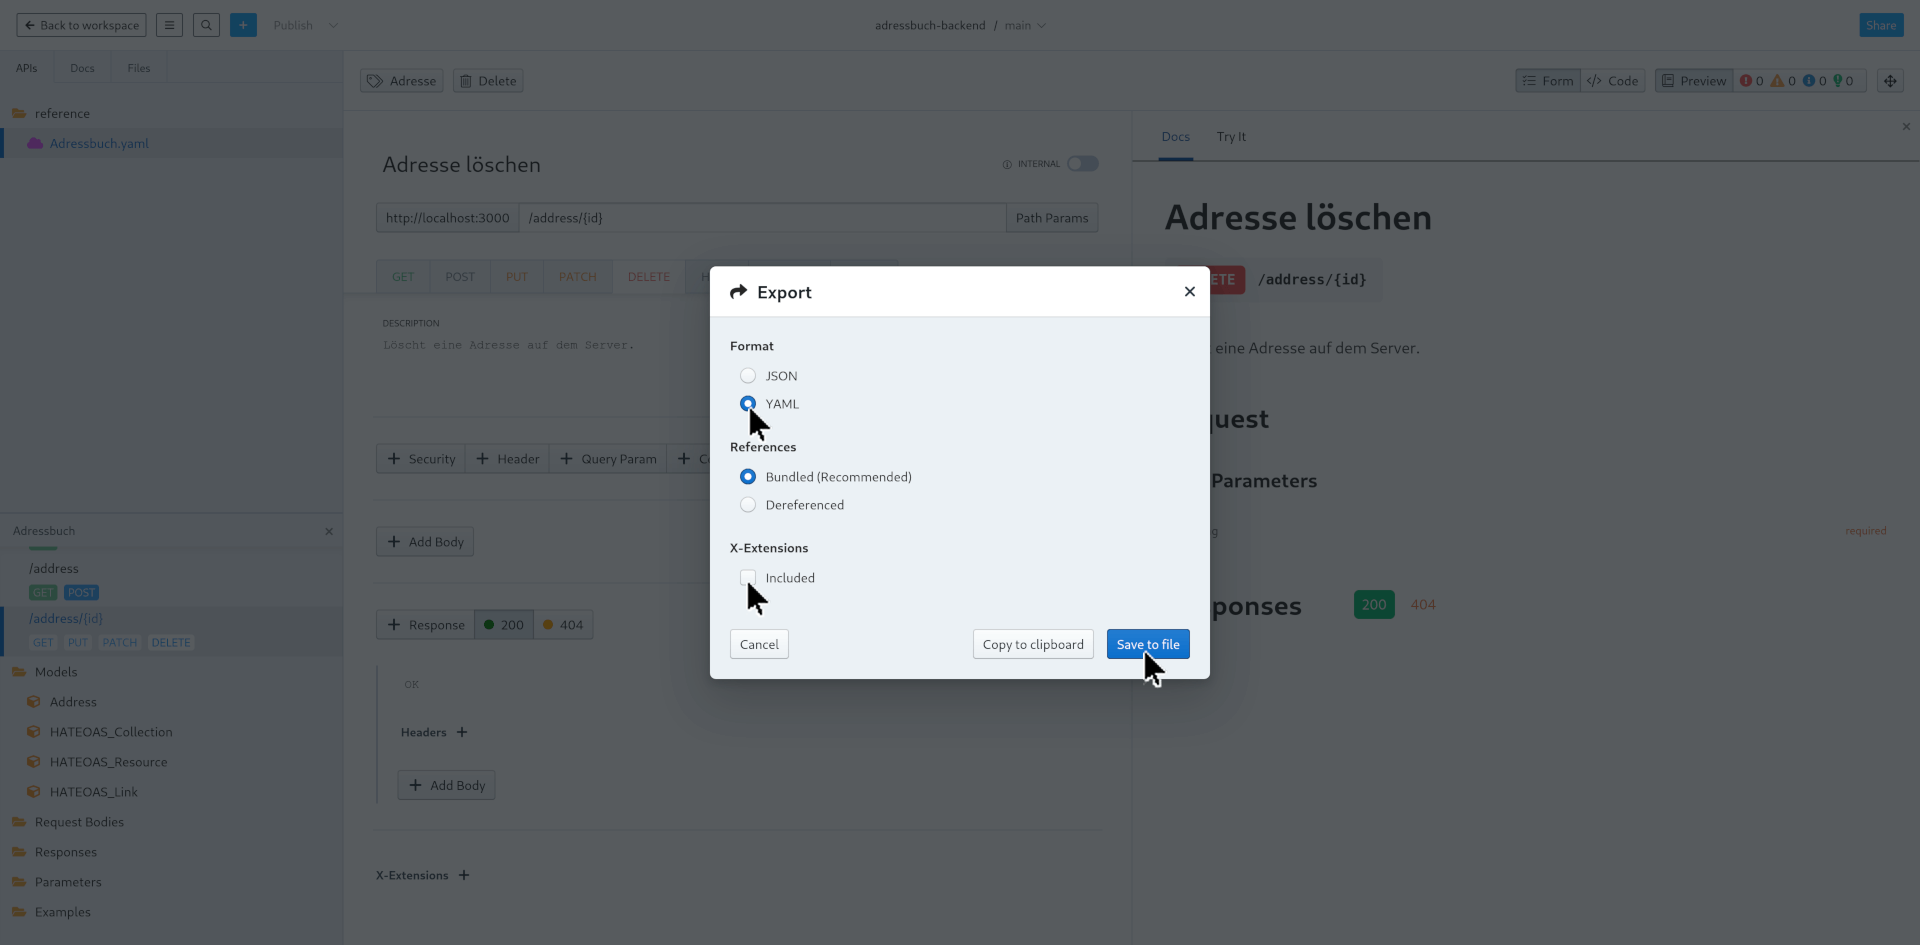 Back to workspace
Publish
adressbuch-backend / main
Share
APIs
Docs
Files
reference
Adressbuch.yaml
Adresse
Delete
Form
Code
Preview
0
0
0
0
Adresse löschen
INTERNAL
http://localhost:3000
/address/{id}
Path Params
GET
POST
PUT
PATCH
DELETE
DESCRIPTION
Löscht eine Adresse auf dem Server.
Security
Header
Query Param
Add Body
Response
200
404
OK
Headers
Add Body
X-Extensions
Docs
Try It
Adresse löschen
/address/{id}
eine Adresse auf dem Server.
Parameters
required
200
404
Export
Format
JSON
YAML
References
Bundled (Recommended)
Dereferenced
X-Extensions
Included
Cancel
Copy to clipboard
Save to file
Adressbuch
/address
GET
POST
/address/{id}
GET
PUT
PATCH
DELETE
Models
Address
HATEOAS_Collection
HATEOAS_Resource
HATEOAS_Link
Request Bodies
Responses
Parameters
Examples